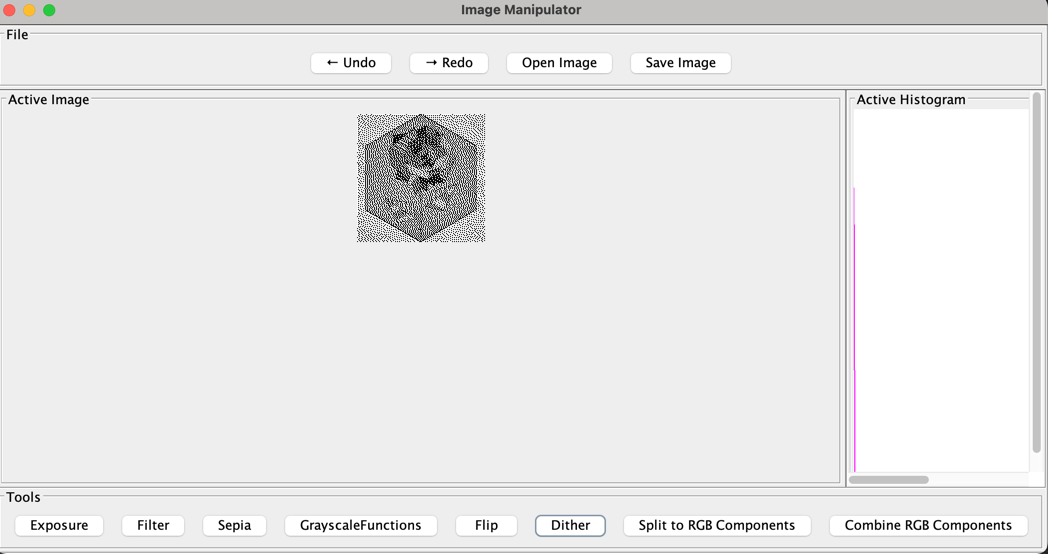 Image Manipulator
File
← Undo → Redo Open Image Save Image
Active Image Active Histogram
Tools
Exposure Filter Sepia GrayscaleFunctions Flip Dither Split to RGB Components Combine RGB Components